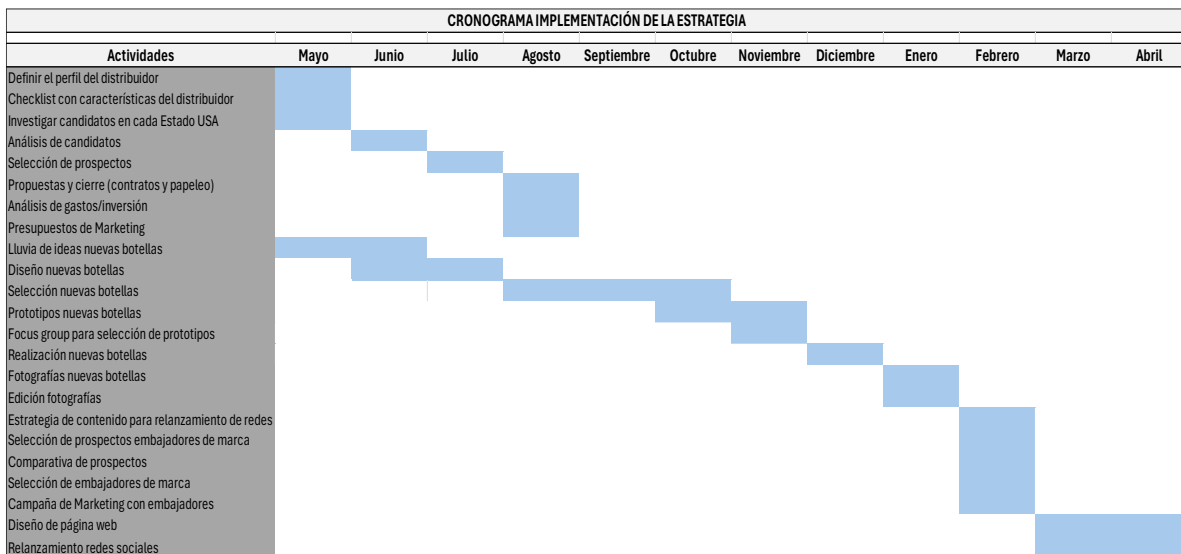 CRONOGRAMA IMPLEMENTACIÓN DE LA ESTRATEGIA
Actividades Mayo Junio Julio Agosto Septiembre Octubre Noviembre Diciembre Enero Febrero Marzo Abril
Definir el perfil del distribuidor
Checklist con características del distribuidor
Investigar candidatos en cada Estado USA
Análisis de candidatos
Selección de prospectos
Propuestas y cierre (contratos y papeleo)
Análisis de gastos/inversión
Presupuestos de Marketing
Lluvia de ideas nuevas botellas
Diseño nuevas botellas
Selección nuevas botellas
Prototipos nuevas botellas
Focus group para selección de prototipos
Realización nuevas botellas
Fotografías nuevas botellas
Edición fotografías
Estrategia de contenido para relanzamiento de redes
Selección de prospectos embajadores de marca
Comparativa de prospectos
Selección de embajadores de marca
Campaña de Marketing con embajadores
Diseño de página web
Relanzamiento redes sociales